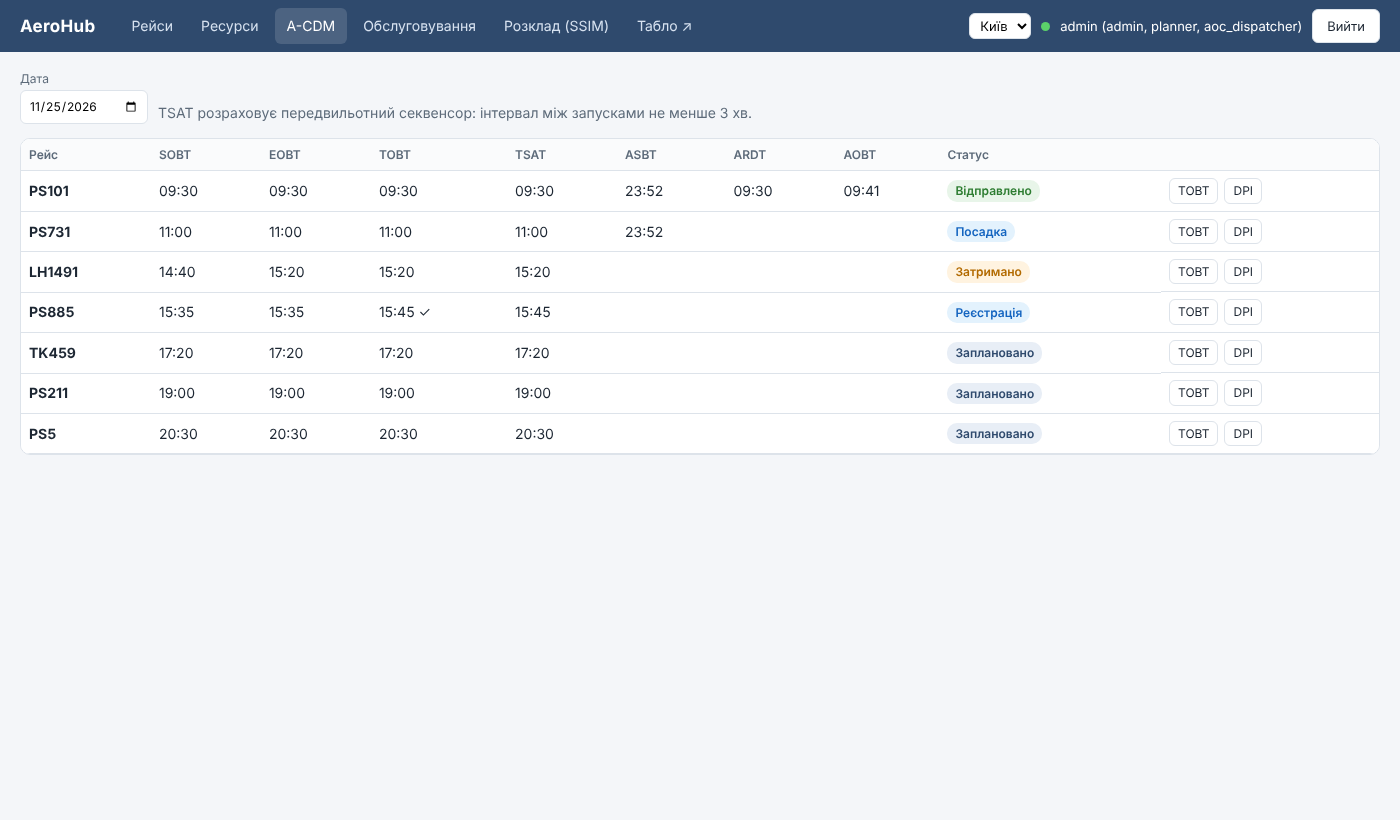 AeroHub Рейси Ресурси A-CDM Обслуговування Розклад (SSIM) Табло ↗ Київ admin (admin, planner, aoc_dispatcher) Вийти
Дата
11/25/2026 TSAT розраховує передвильотний секвенсор: інтервал між запусками не менше 3 хв.
Рейс SOBT EOBT TOBT TSAT ASBT ARDT AOBT Статус
PS101 09:30 09:30 09:30 09:30 23:52 09:30 09:41 Відправлено TOBT DPI
PS731 11:00 11:00 11:00 11:00 23:52 Посадка TOBT DPI
LH1491 14:40 15:20 15:20 15:20 Затримано TOBT DPI
PS885 15:35 15:35 15:45 ✓ 15:45 Реєстрація TOBT DPI
TK459 17:20 17:20 17:20 17:20 Заплановано TOBT DPI
PS211 19:00 19:00 19:00 19:00 Заплановано TOBT DPI
PS5 20:30 20:30 20:30 20:30 Заплановано TOBT DPI